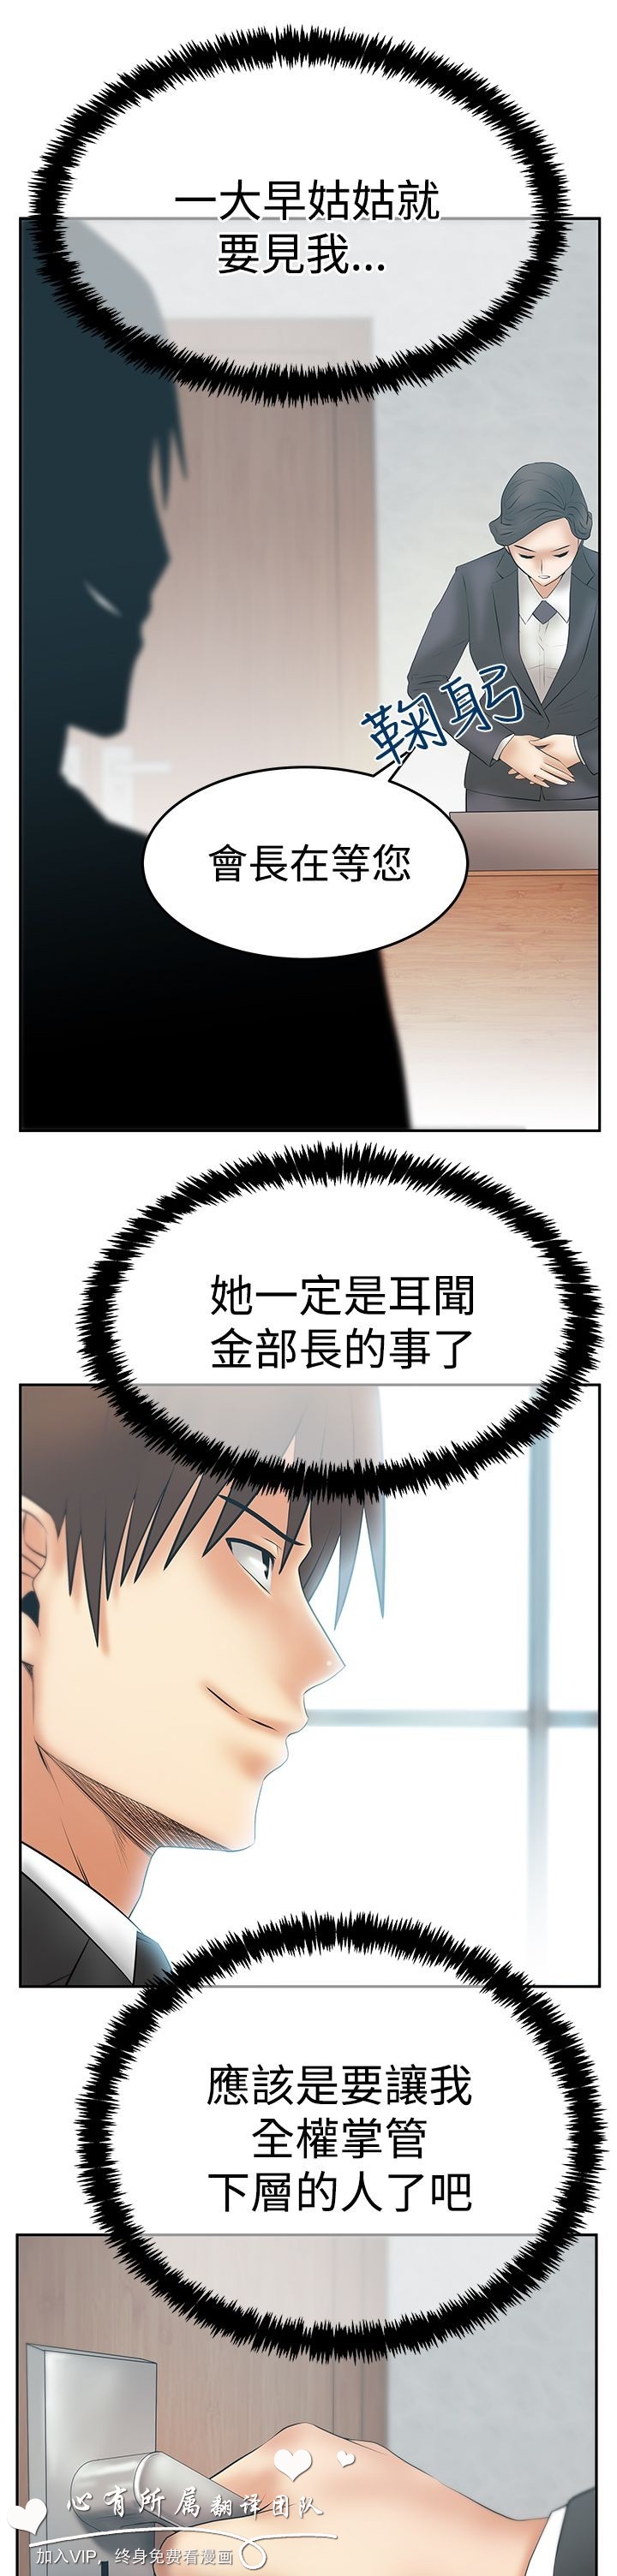 一大早姑姑就
要見我...
鞠躬
會長在等您
她一定是耳聞
金部長的事了
應該是要讓我
全權掌管
下層的人了吧
心有所属翻译团队
加入VIP，终身免费看漫画